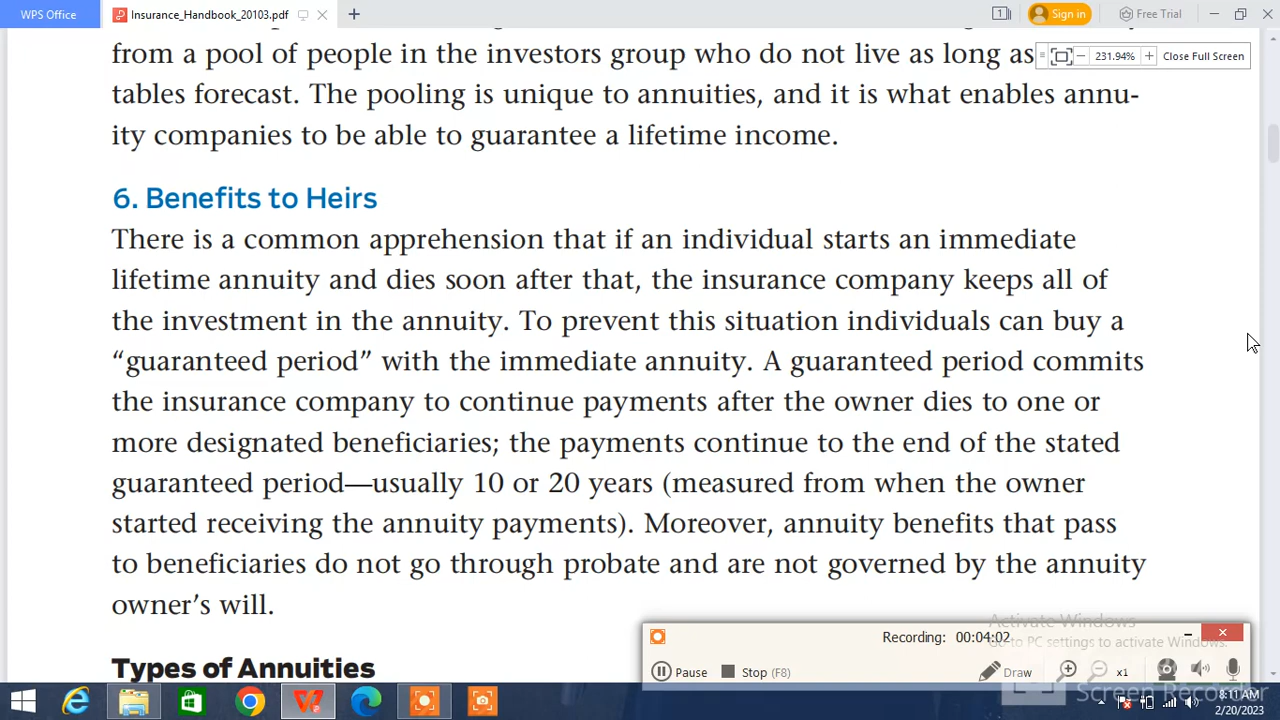 WPS Office
Insurance_Handbook_20103.pdf
Sign in
Free Trial
231.94%
Close Full Screen
from a pool of people in the investors group who do not live as long as
tables forecast. The pooling is unique to annuities, and it is what enables annu-
ity companies to be able to guarantee a lifetime income.
6. Benefits to Heirs
There is a common apprehension that if an individual starts an immediate
lifetime annuity and dies soon after that, the insurance company keeps all of
the investment in the annuity. To prevent this situation individuals can buy a
“guaranteed period” with the immediate annuity. A guaranteed period commits
the insurance company to continue payments after the owner dies to one or
more designated beneficiaries; the payments continue to the end of the stated
guaranteed period—usually 10 or 20 years (measured from when the owner
started receiving the annuity payments). Moreover, annuity benefits that pass
to beneficiaries do not go through probate and are not governed by the annuity
owner’s will.
Types of Annuities
Activate Windows
Go to PC settings to activate Windows.
Recording: 00:04:02
Pause
Stop (F8)
Draw
x1
Screen Recorder
8:11 AM
2/20/2023